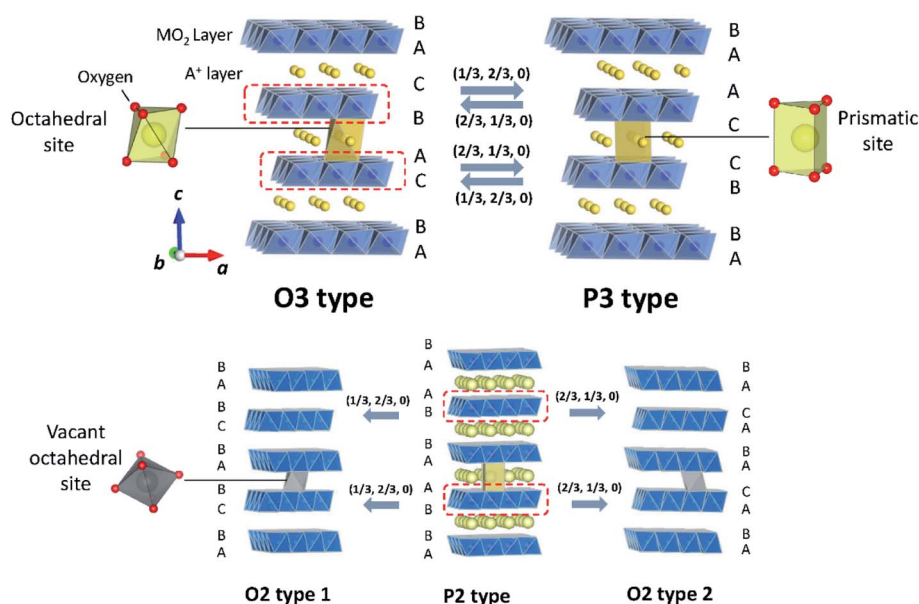 MO₂ Layer
A⁺ layer
Oxygen
Octahedral
site
c
b
a
B
A
C
B
A
C
B
A
O3 type
(1/3, 2/3, 0)
(2/3, 1/3, 0)
(2/3, 1/3, 0)
(1/3, 2/3, 0)
B
A
A
C
C
B
B
A
P3 type
Prismatic
site
Vacant
octahedral
site
B
A
B
C
B
A
B
C
B
A
O2 type 1
(1/3, 2/3, 0)
(1/3, 2/3, 0)
B
A
A
B
B
A
A
B
B
A
P2 type
(2/3, 1/3, 0)
(2/3, 1/3, 0)
B
A
C
A
B
A
C
A
B
A
O2 type 2